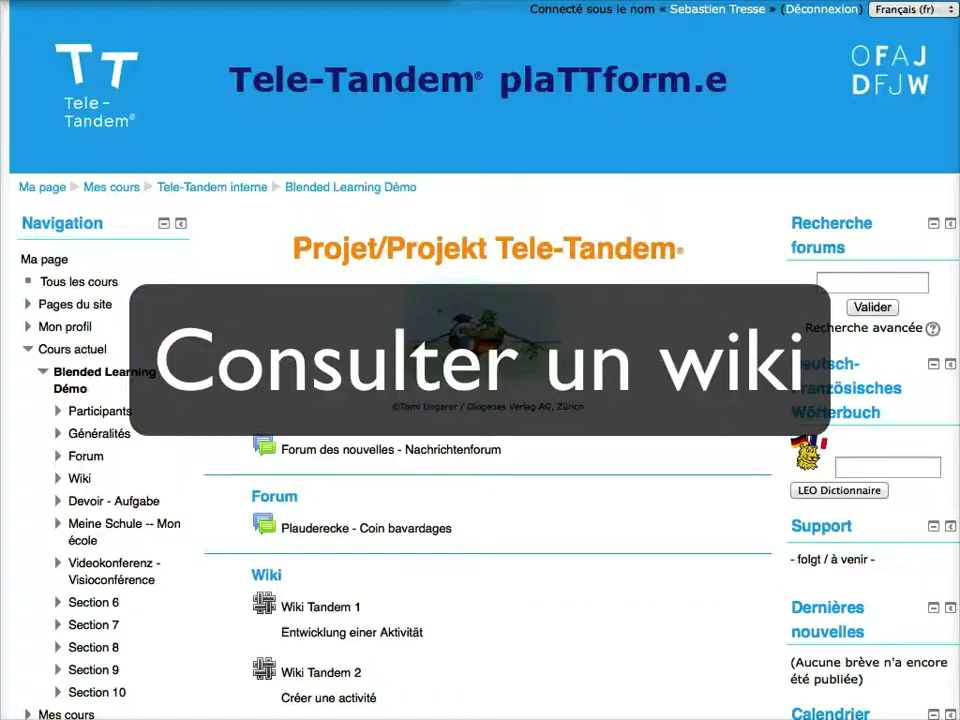 Connecté sous le nom « Sebastien Tresse » (Déconnexion) Français (fr)
TT
Tele-
Tandem®
Tele-Tandem® plaTTform.e
OFAJ
DFJW
Ma page Mes cours Tele-Tandem interne Blended Learning Démo
Navigation
Ma page
Tous les cours
Pages du site
Mon profil
Cours actuel
Blended Learning
Démo
Participants
Généralités
Forum
Wiki
Devoir - Aufgabe
Meine Schule -- Mon
école
Videokonferenz -
Visioconférence
Section 6
Section 7
Section 8
Section 9
Section 10
Mes cours
Projet/Projekt Tele-Tandem®
Consulter un wiki
©Tomi Ungerer / Diogenes Verlag AG, Zürich
Forum des nouvelles - Nachrichtenforum
Forum
Plauderecke - Coin bavardages
Wiki
Wiki Tandem 1
Entwicklung einer Aktivität
Wiki Tandem 2
Créer une activité
Recherche
forums
Valider
Recherche avancée
Deutsch-
Französisches
Wörterbuch
LEO Dictionnaire
Support
- folgt / à venir -
Dernières
nouvelles
(Aucune brève n'a encore
été publiée)
Calendrier